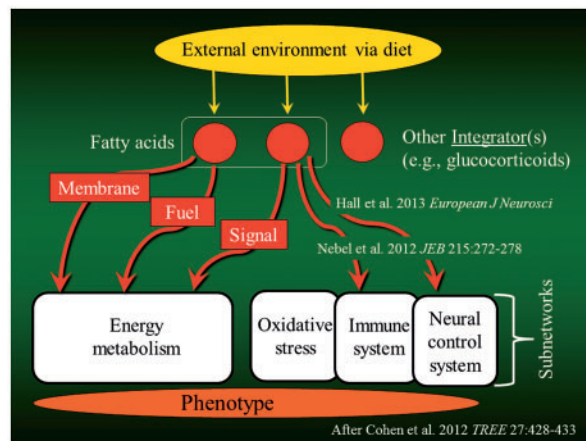 External environment via diet
Fatty acids
Other Integrator(s)
(e.g., glucocorticoids)
Membrane
Fuel
Signal
Hall et al. 2013 European J Neurosci
Nebel et al. 2012 JEB 215:272-278
Energy
metabolism
Oxidative
stress
Immune
system
Neural
control
system
Subnetworks
Phenotype
After Cohen et al. 2012 TREE 27:428-433